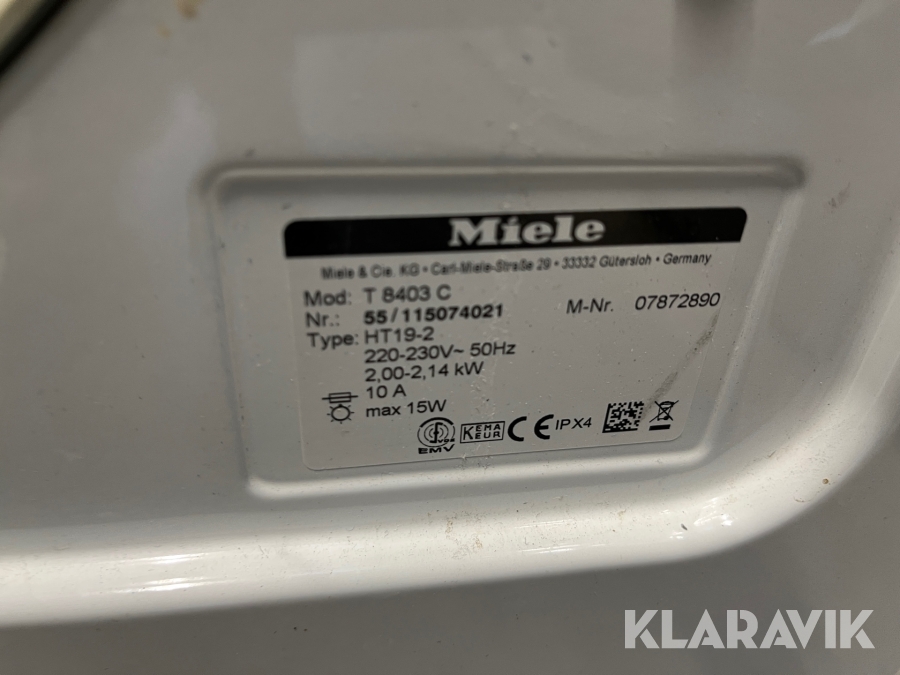 Miele
Miele & Cie. KG • Carl-Miele-Straße 29 • 33332 Gütersloh • Germany
Mod: T 8403 C
Nr.: 55/115074021 M-Nr. 07872890
Type: HT19-2
220-230V~ 50Hz
2,00-2,14 kW
10 A
max 15W
EMV
KEMA
KEUR
CE IPX4
KLARAVIK